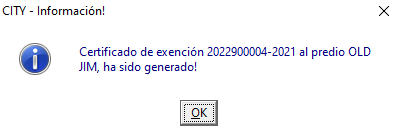 CITY - Información!
Certificado de exención 2022900004-2021 al predio OLD
JIM, ha sido generado!
OK